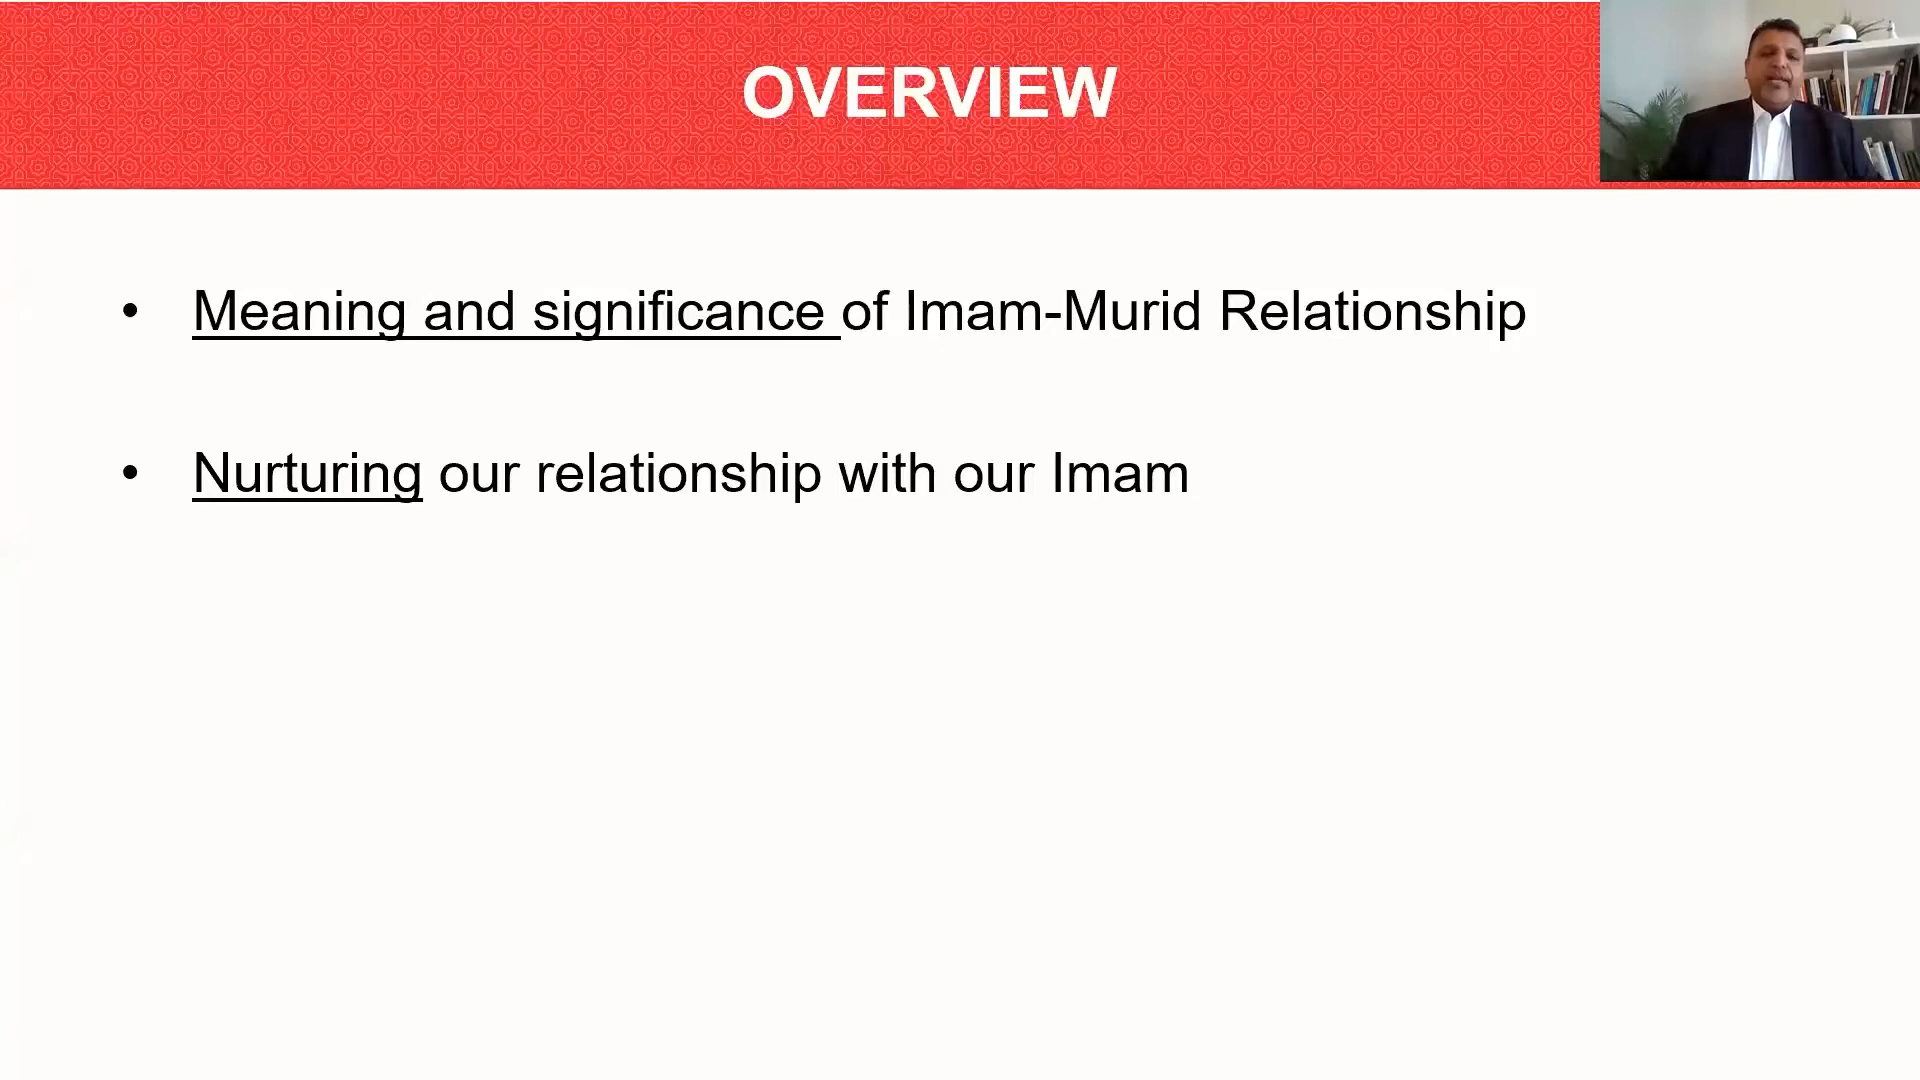 OVERVIEW
• Meaning and significance of Imam-Murid Relationship
• Nurturing our relationship with our Imam